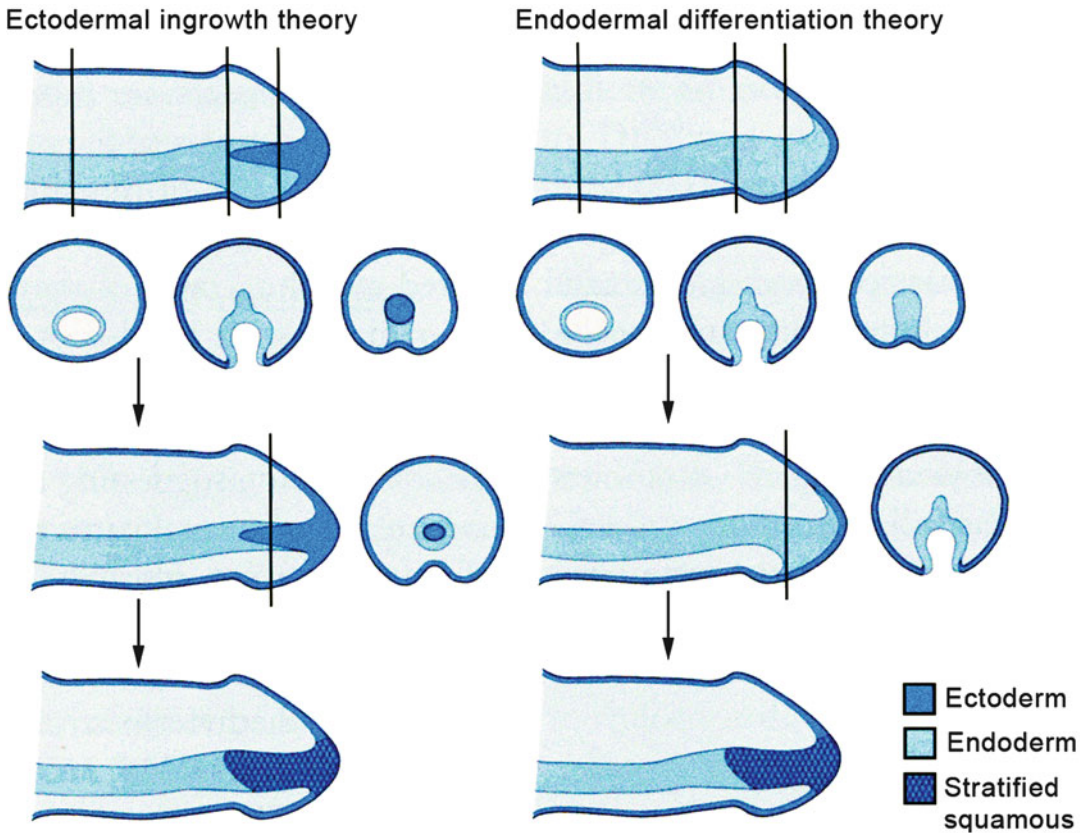 Ectodermal ingrowth theory
Endodermal differentiation theory
Ectoderm
Endoderm
Stratified
squamous